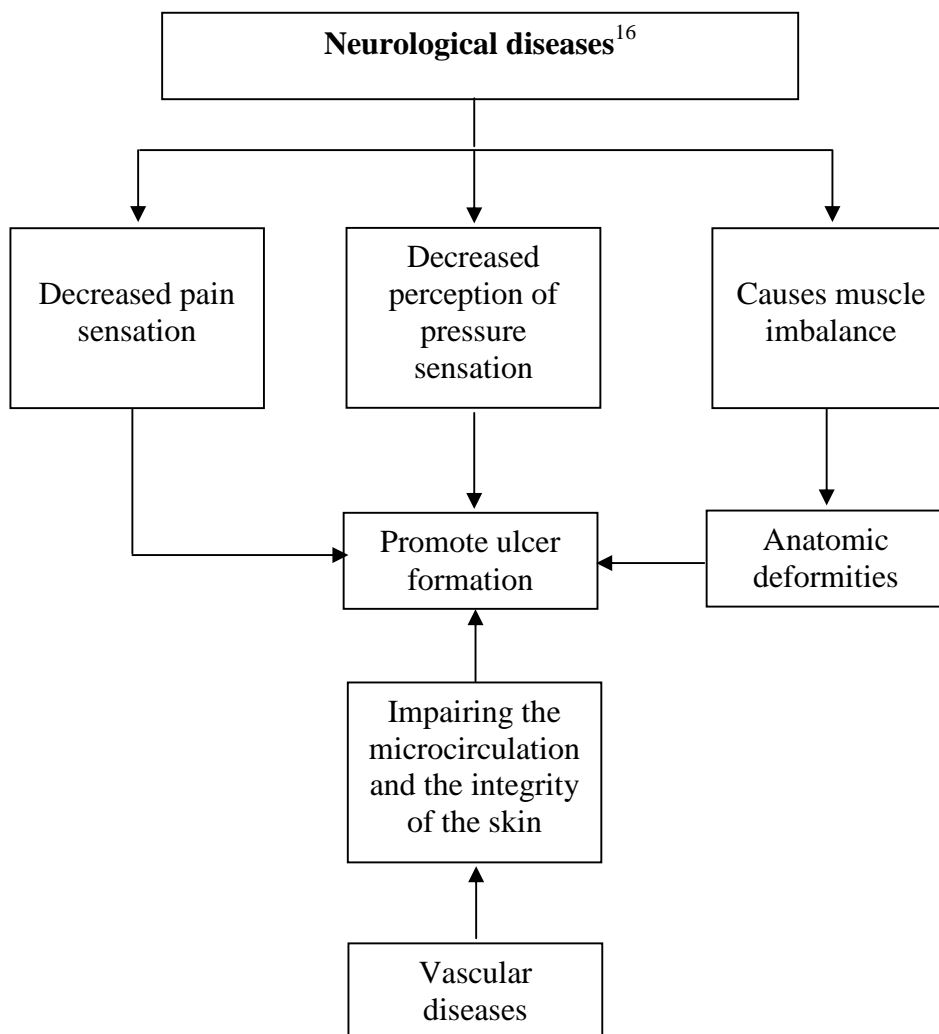 Neurological diseases16
Decreased pain
sensation
Decreased
perception of
pressure
sensation
Causes muscle
imbalance
Promote ulcer
formation
Anatomic
deformities
Impairing the
microcirculation
and the integrity
of the skin
Vascular
diseases